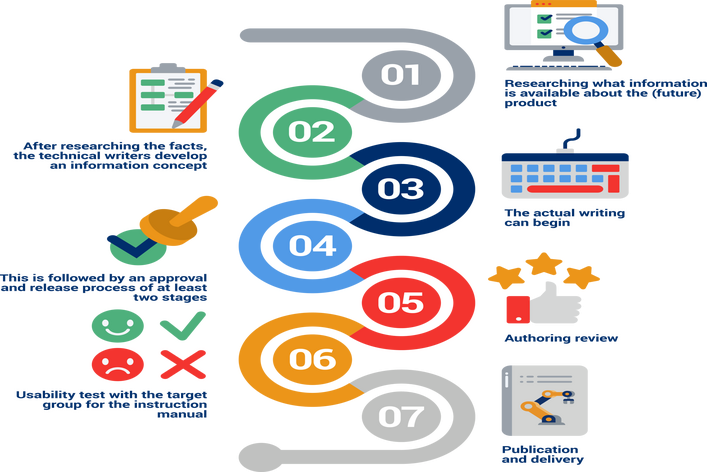 01
Researching what information
is available about the (future)
product
02
After researching the facts,
the technical writers develop
an information concept
03
The actual writing
can begin
04
This is followed by an approval
and release process of at least
two stages
05
Authoring review
06
Usability test with the target
group for the instruction
manual
07
Publication
and delivery
i